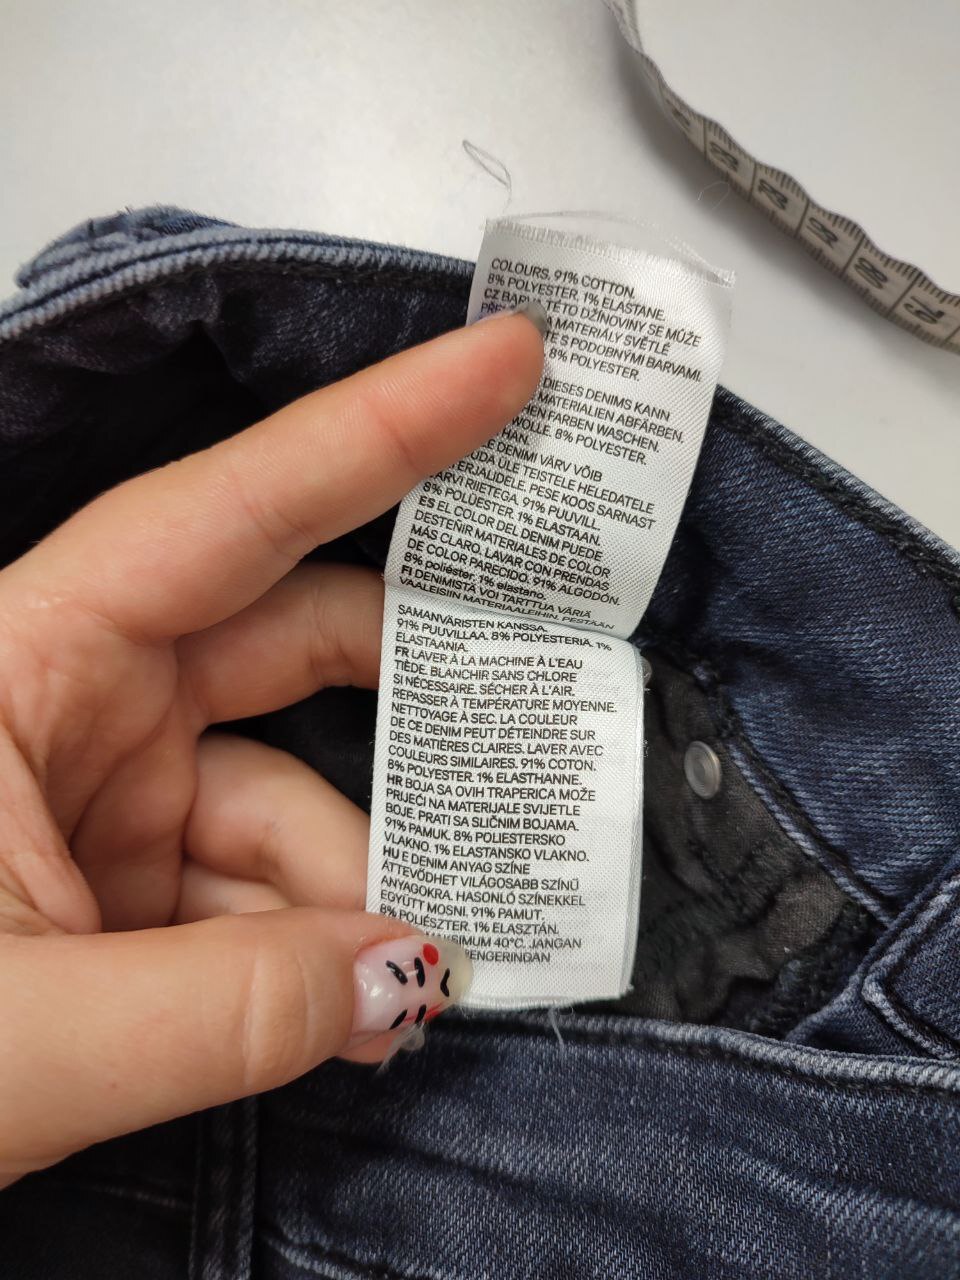 COLOURS. 91% COTTON.
8% POLYESTER. 1% ELASTANE.
CZ BARVA TÉTO DŽÍNOVINY SE MŮŽE
A MATERIÁLY SVĚTLÉ
S PODOBNÝMI BARVAMI.
8% POLYESTER.
DIESES DENIMS KANN
MATERIALIEN ABFÄRBEN.
FARBEN WASCHEN.
8% POLYESTER.
DENIMI VÄRV VÕIB
ÜLE TEISTELE HELEDATELE
PESE KOOS SARNAST
VÄRVI RIIETEGA. 91% PUUVILL.
8% POLÜESTER. 1% ELASTAAN.
ES EL COLOR DEL DENIM PUEDE
DESTEÑIR MATERIALES DE COLOR
MÁS CLARO. LAVAR CON PRENDAS
DE COLOR PARECIDO. 91% ALGODÓN.
8% poliéster. 1% elastano.
FI DENIMISTÄ VOI TARTTUA VÄRIÄ
VAALEISIIN MATERIAALEIHIN. PESTÄÄN
SAMANVÄRISTEN KANSSA.
91% PUUVILLAA. 8% POLYESTERIÄ. 1%
ELASTAANIA.
FR LAVER À LA MACHINE À L'EAU
TIÈDE. BLANCHIR SANS CHLORE
SI NÉCESSAIRE. SÉCHER À L'AIR.
REPASSER À TEMPÉRATURE MOYENNE.
NETTOYAGE À SEC. LA COULEUR
DE CE DENIM PEUT DÉTEINDRE SUR
DES MATIÈRES CLAIRES. LAVER AVEC
COULEURS SIMILAIRES. 91% COTON.
8% POLYESTER. 1% ELASTHANNE.
HR BOJA SA OVIH TRAPERICA MOŽE
PRIJEĆI NA MATERIJALE SVIJETLE
BOJE. PRATI SA SLIČNIM BOJAMA.
91% PAMUK. 8% POLIESTERSKO
VLAKNO. 1% ELASTANSKO VLAKNO.
HU E DENIM ANYAG SZÍNE
ÁTTEVŐDHET VILÁGOSABB SZÍNŰ
ANYAGOKRA. HASONLÓ SZÍNEKKEL
EGYÜTT MOSNI. 91% PAMUT.
8% POLIÉSZTER. 1% ELASZTÁN.
MAKSIMUM 40°C. JANGAN
PENGERINGAN